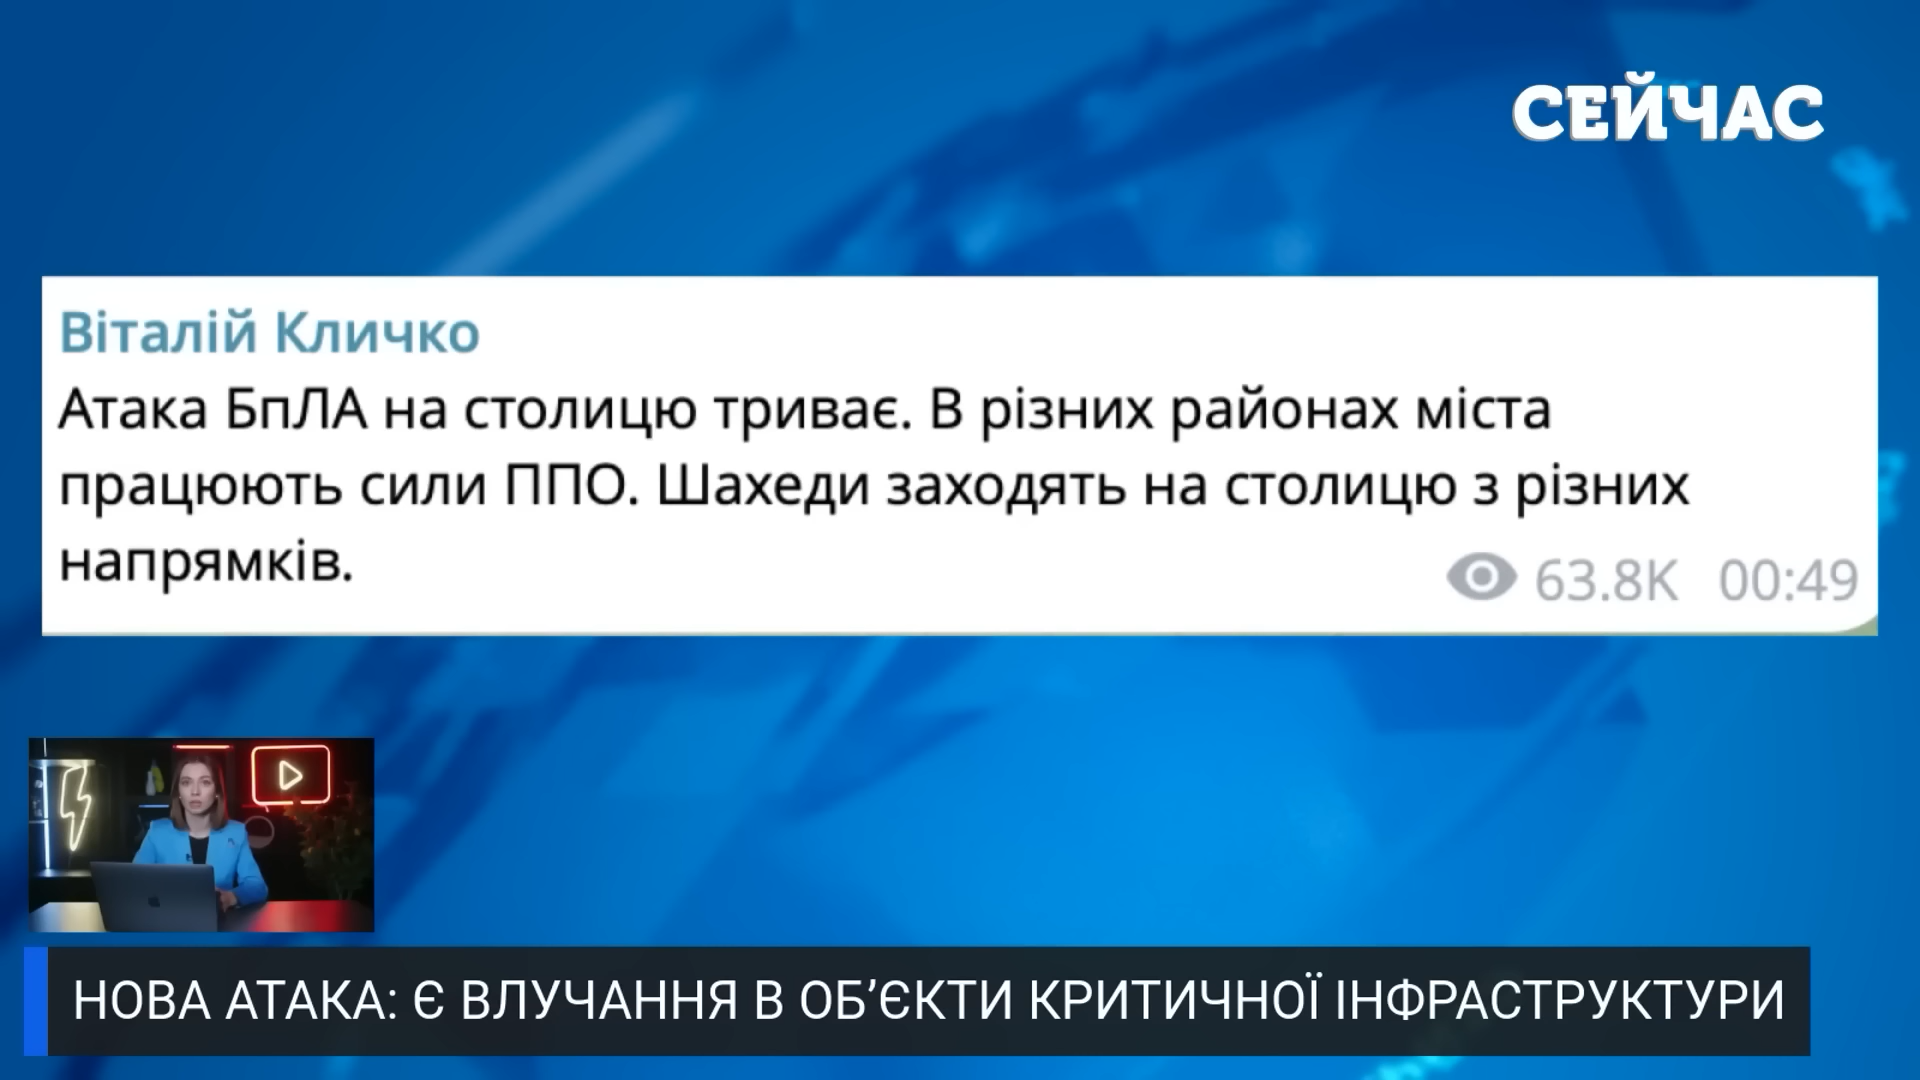 СЕЙЧАС
Віталій Кличко
Атака БпЛА на столицю триває. В різних районах міста
працюють сили ППО. Шахеди заходять на столицю з різних
напрямків.
63.8K 00:49
НОВА АТАКА: Є ВЛУЧАННЯ В ОБ’ЄКТИ КРИТИЧНОЇ ІНФРАСТРУКТУРИ